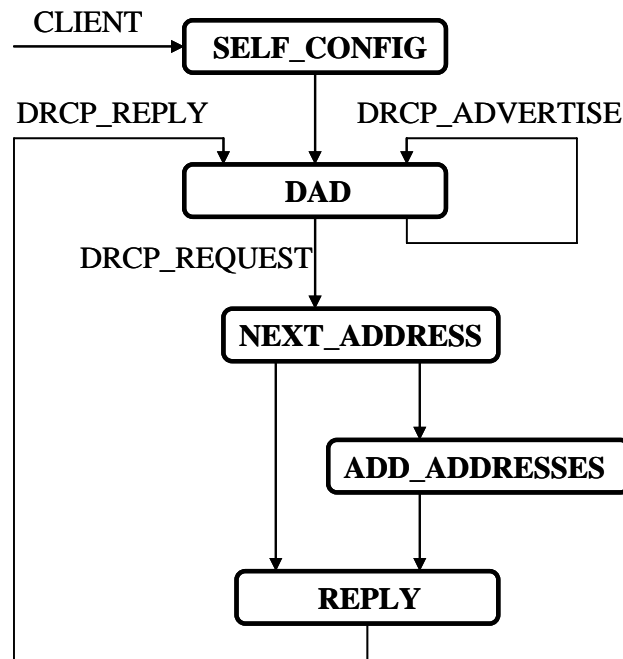 CLIENT
SELF_CONFIG
DRCP_REPLY
DRCP_ADVERTISE
DAD
DRCP_REQUEST
NEXT_ADDRESS
ADD_ADDRESSES
REPLY